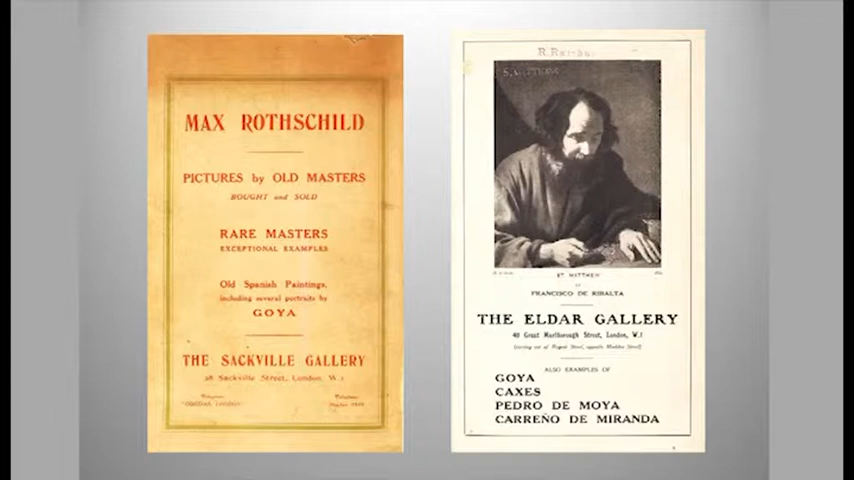 MAX ROTHSCHILD
PICTURES by OLD MASTERS
BOUGHT and SOLD
RARE MASTERS
EXCEPTIONAL EXAMPLES
Old Spanish Paintings,
including several portraits by
GOYA
THE SACKVILLE GALLERY
28 Sackville Street, London, W.1
S. MATTHEW
ST. MATTHEW
FRANCISCO DE RIBALTA
THE ELDAR GALLERY
40 Great Marlborough Street, London, W.1
ALSO EXAMPLES OF
GOYA
CAXES
PEDRO DE MOYA
CARREÑO DE MIRANDA